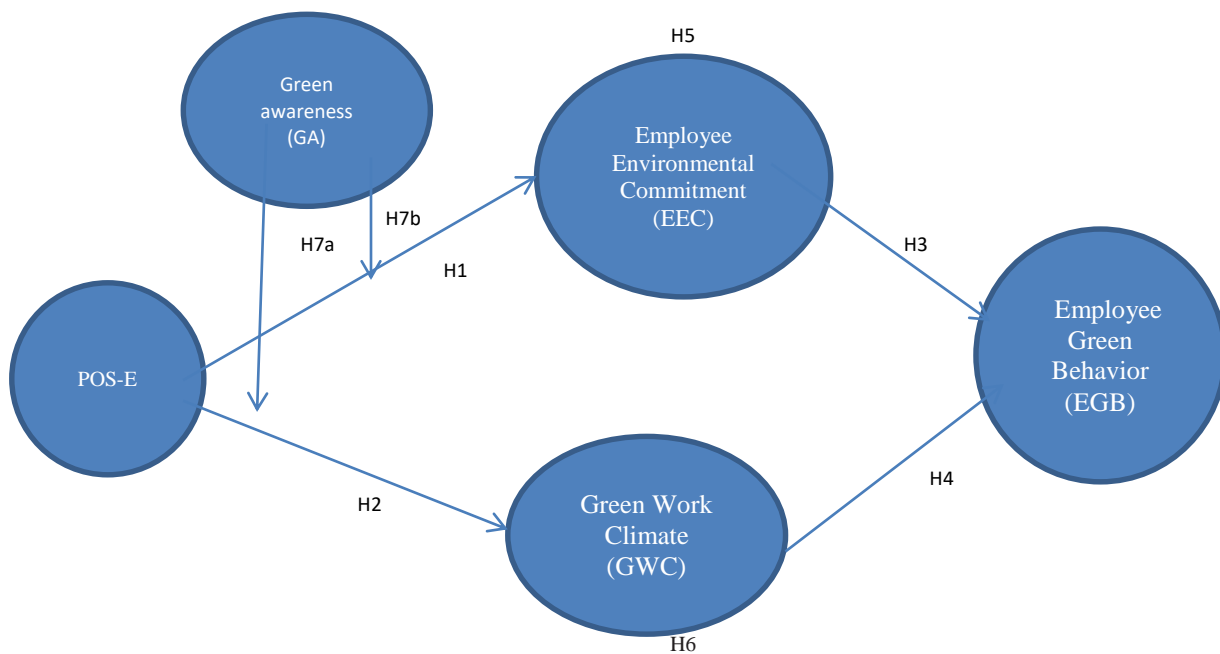 H5
Green
awareness
(GA)
Employee
Environmental
Commitment
(EEC)
H7b
H7a
H1
H3
Employee
Green
Behavior
(EGB)
POS-E
H2
H4
Green Work
Climate
(GWC)
H6